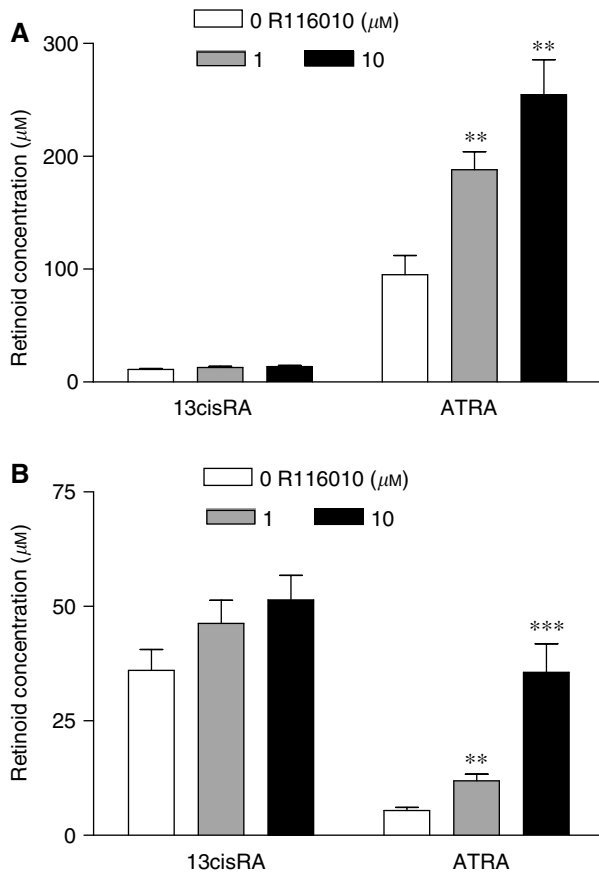 A
0 R116010 (μM)
1 10
Retinoid concentration (μM)
300
**
**
200
100
0
13cisRA ATRA
B
0 R116010 (μM)
1 10
Retinoid concentration (μM)
75
50
***
25
**
0
13cisRA ATRA